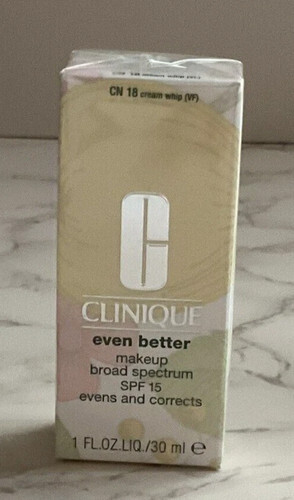 CN 18 cream whip (VF)
CLINIQUE
even better
makeup
broad spectrum
SPF 15
evens and corrects
1 FL.OZ.LIQ./30 ml e